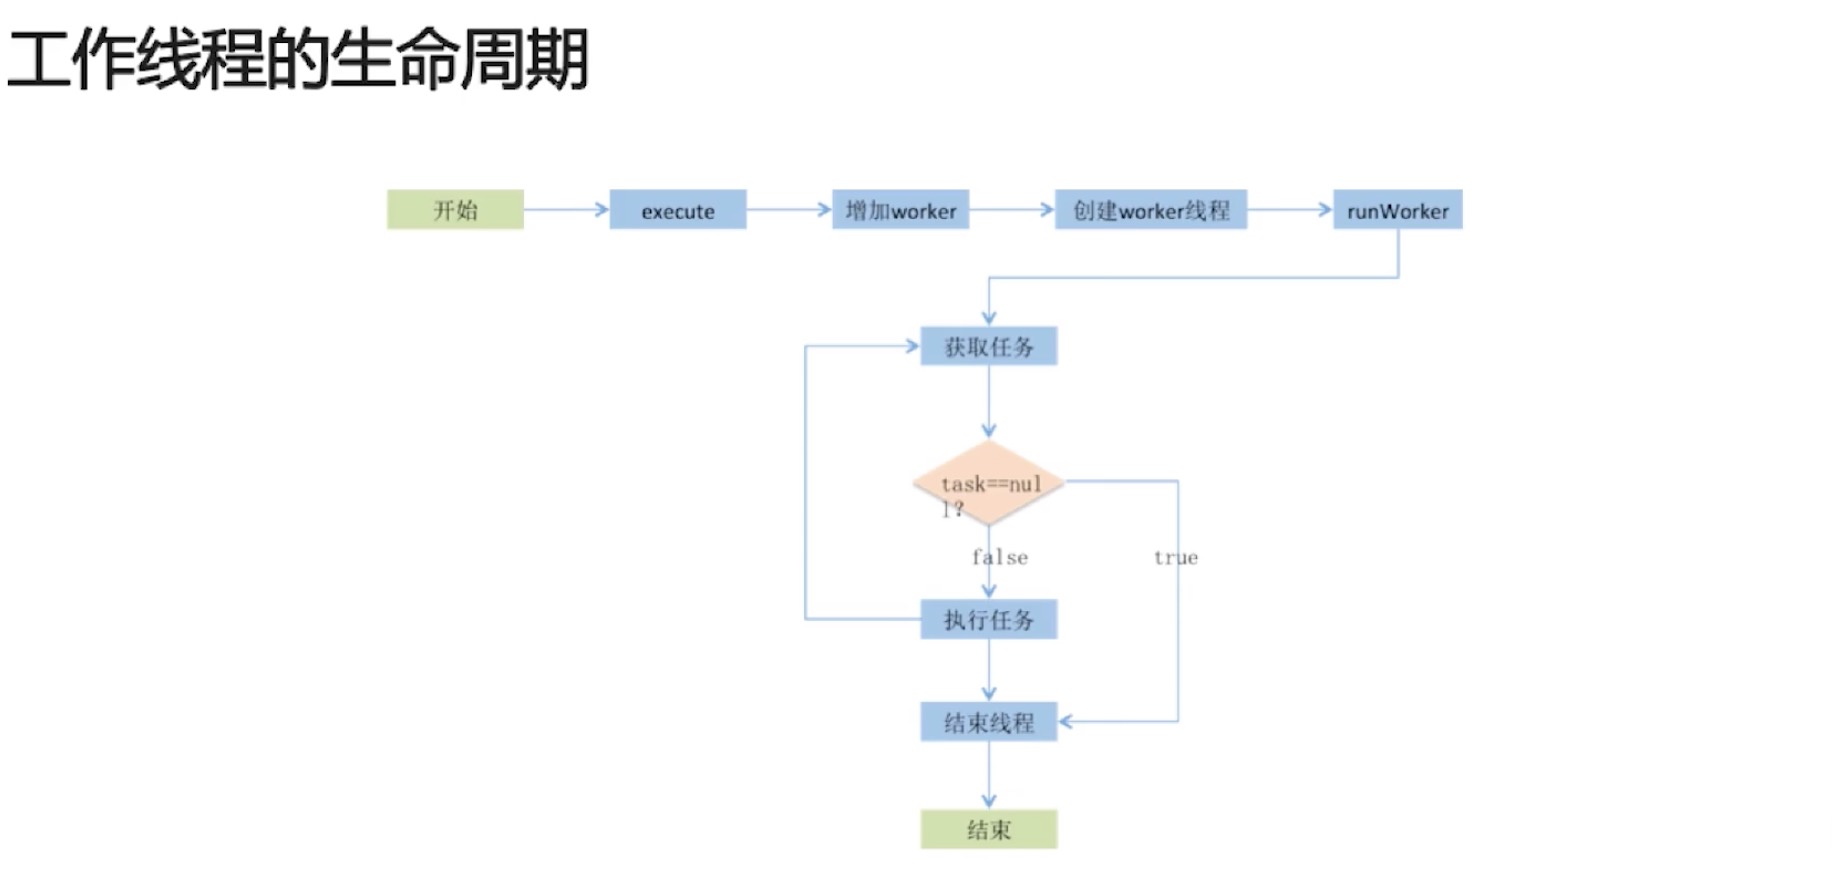 工作线程的生命周期
开始
execute
增加worker
创建worker线程
runWorker
获取任务
task==nul
l?
false
true
执行任务
结束线程
结束